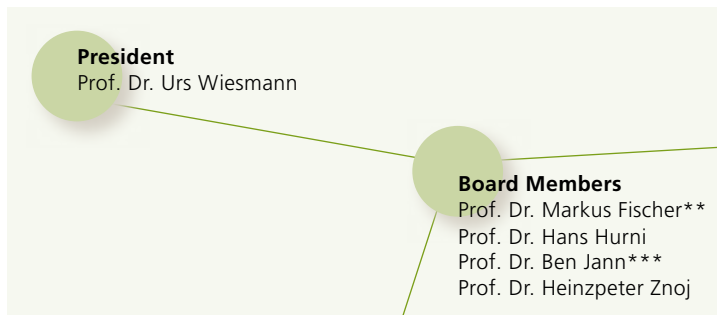 President
Prof. Dr. Urs Wiesmann
Board Members
Prof. Dr. Markus Fischer**
Prof. Dr. Hans Hurni
Prof. Dr. Ben Jann***
Prof. Dr. Heinzpeter Znoj